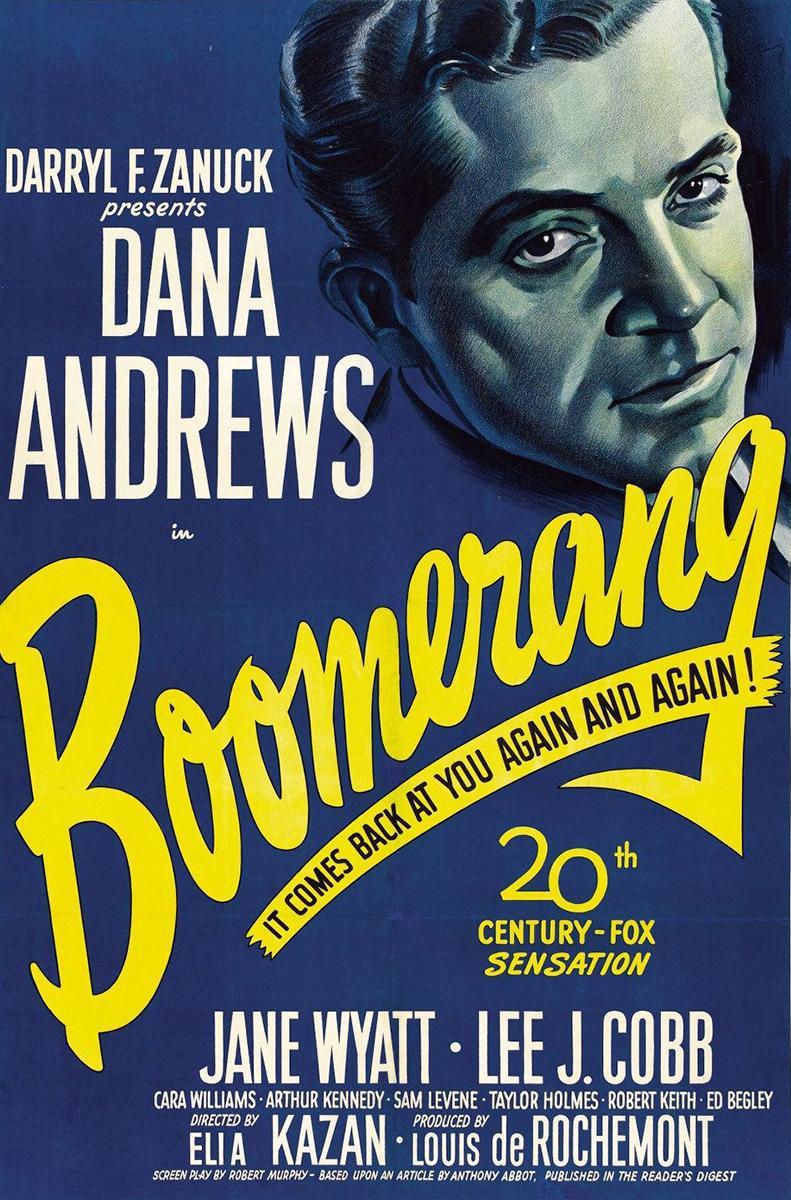 DARRYL F. ZANUCK
presents
DANA
ANDREWS
in
Boomerang
IT COMES BACK AT YOU AGAIN AND AGAIN!
20th
CENTURY-FOX
SENSATION
JANE WYATT · LEE J. COBB
CARA WILLIAMS · ARTHUR KENNEDY · SAM LEVENE · TAYLOR HOLMES · ROBERT KEITH · ED BEGLEY
DIRECTED BY ELIA KAZAN · PRODUCED BY LOUIS de ROCHEMONT
SCREEN PLAY BY ROBERT MURPHY - BASED UPON AN ARTICLE BY ANTHONY ABBOT, PUBLISHED IN THE READER'S DIGEST